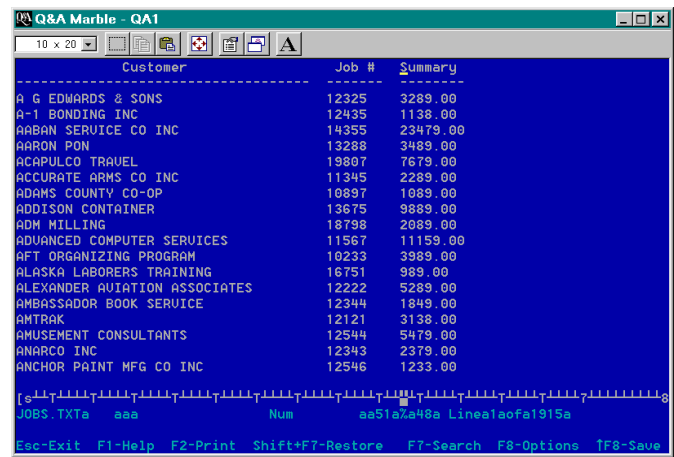 Q&A Marble - QA1
10 x 20 A
Customer Job # Summary
------------------------------------ ------- --------
A G EDWARDS & SONS 12325 3289.00
A-1 BONDING INC 12435 1138.00
AABAN SERVICE CO INC 14355 23479.00
AARON PON 13288 3489.00
ACAPULCO TRAVEL 19807 7679.00
ACCURATE ARMS CO INC 11345 2289.00
ADAMS COUNTY CO-OP 10897 1089.00
ADDISON CONTAINER 13675 9889.00
ADM MILLING 18798 2089.00
ADVANCED COMPUTER SERVICES 11567 11159.00
AFT ORGANIZING PROGRAM 10233 3989.00
ALASKA LABORERS TRAINING 16751 989.00
ALEXANDER AVIATION ASSOCIATES 12222 5289.00
AMBASSADOR BOOK SERVICE 12344 1849.00
AMTRAK 12121 3138.00
AMUSEMENT CONSULTANTS 12544 5479.00
ANARCO INC 12343 2379.00
ANCHOR PAINT MFG CO INC 12546 1233.00
[s 7 8
JOBS.TXTa aaa Num aa51a%a48a Linea1aofa1915a
Esc-Exit F1-Help F2-Print Shift+F7-Restore F7-Search F8-Options ↑F8-Save